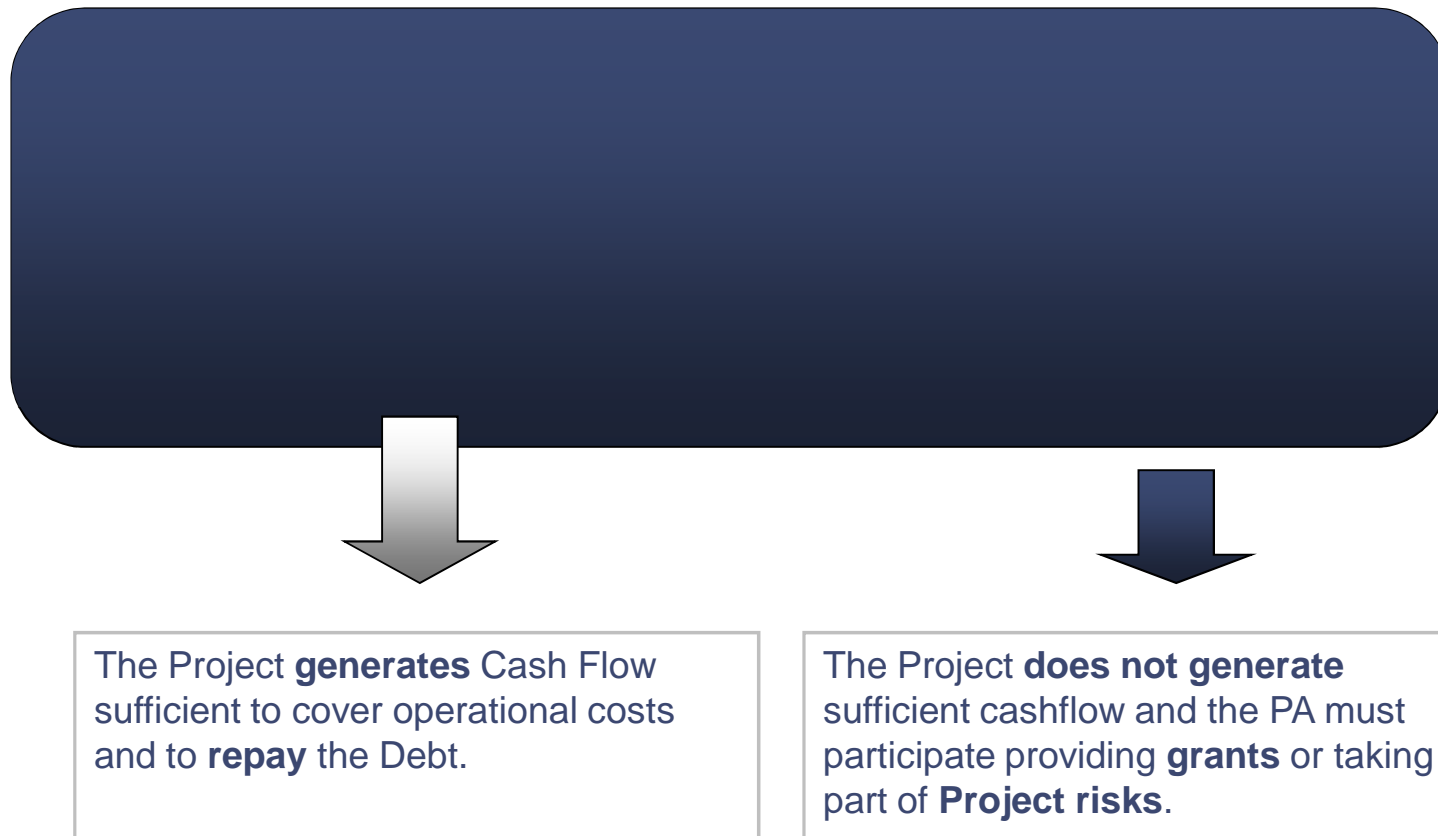 The Project generates Cash Flow
sufficient to cover operational costs
and to repay the Debt.
The Project does not generate
sufficient cashflow and the PA must
participate providing grants or taking
part of Project risks.